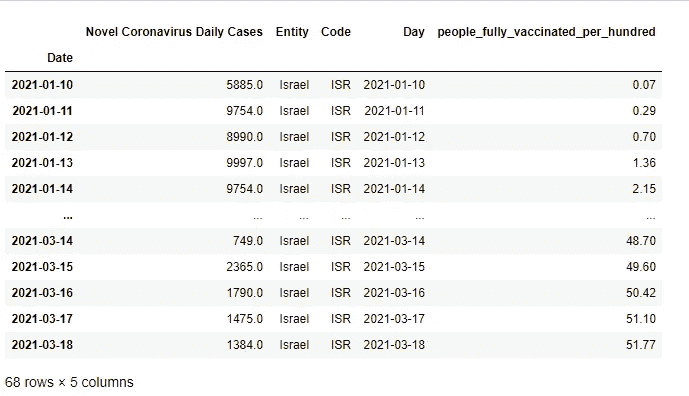 Novel Coronavirus Daily Cases Entity Code Day people_fully_vaccinated_per_hundred
Date
2021-01-10 5885.0 Israel ISR 2021-01-10 0.07
2021-01-11 9754.0 Israel ISR 2021-01-11 0.29
2021-01-12 8990.0 Israel ISR 2021-01-12 0.70
2021-01-13 9997.0 Israel ISR 2021-01-13 1.36
2021-01-14 9754.0 Israel ISR 2021-01-14 2.15
... ... ... ... ... ...
2021-03-14 749.0 Israel ISR 2021-03-14 48.70
2021-03-15 2365.0 Israel ISR 2021-03-15 49.60
2021-03-16 1790.0 Israel ISR 2021-03-16 50.42
2021-03-17 1475.0 Israel ISR 2021-03-17 51.10
2021-03-18 1384.0 Israel ISR 2021-03-18 51.77
68 rows × 5 columns